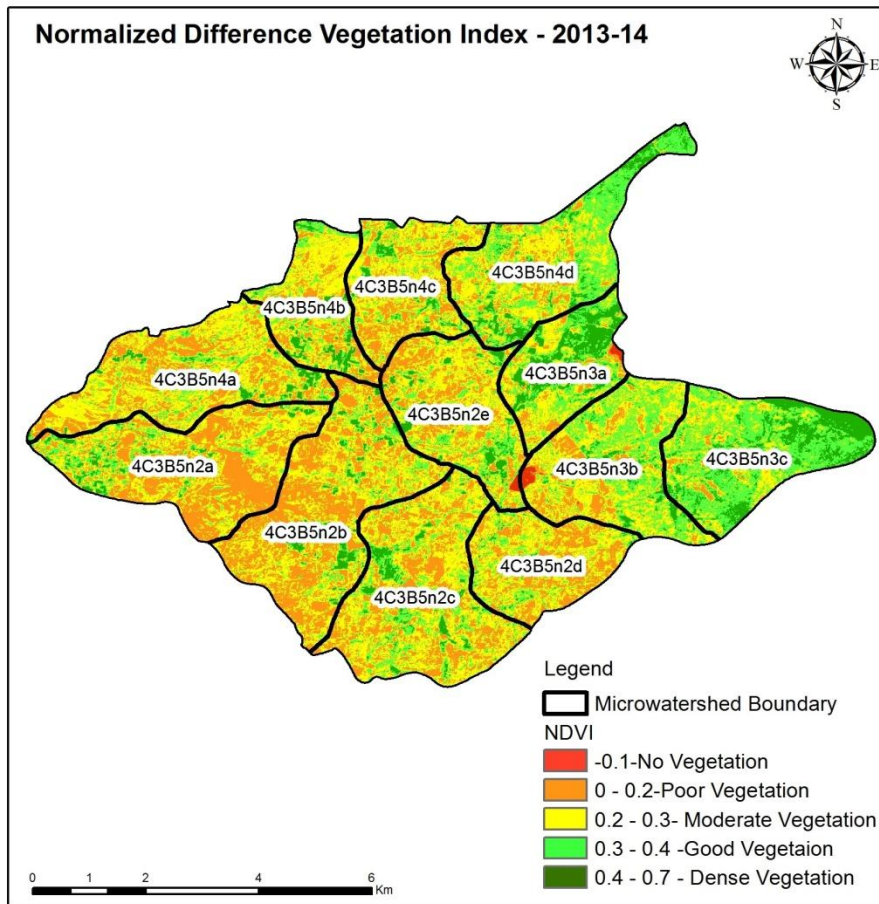 Normalized Difference Vegetation Index - 2013-14
N
W E
S
4C3B5n4d
4C3B5n4c
4C3B5n4b
4C3B5n4a
4C3B5n3a
4C3B5n2e
4C3B5n2a
4C3B5n3b
4C3B5n3c
4C3B5n2b
4C3B5n2d
4C3B5n2c
Legend
Microwatershed Boundary
NDVI
-0.1-No Vegetation
0 - 0.2-Poor Vegetation
0.2 - 0.3- Moderate Vegetation
0.3 - 0.4 -Good Vegetaion
0.4 - 0.7 - Dense Vegetation
0 1 2 4 6
Km